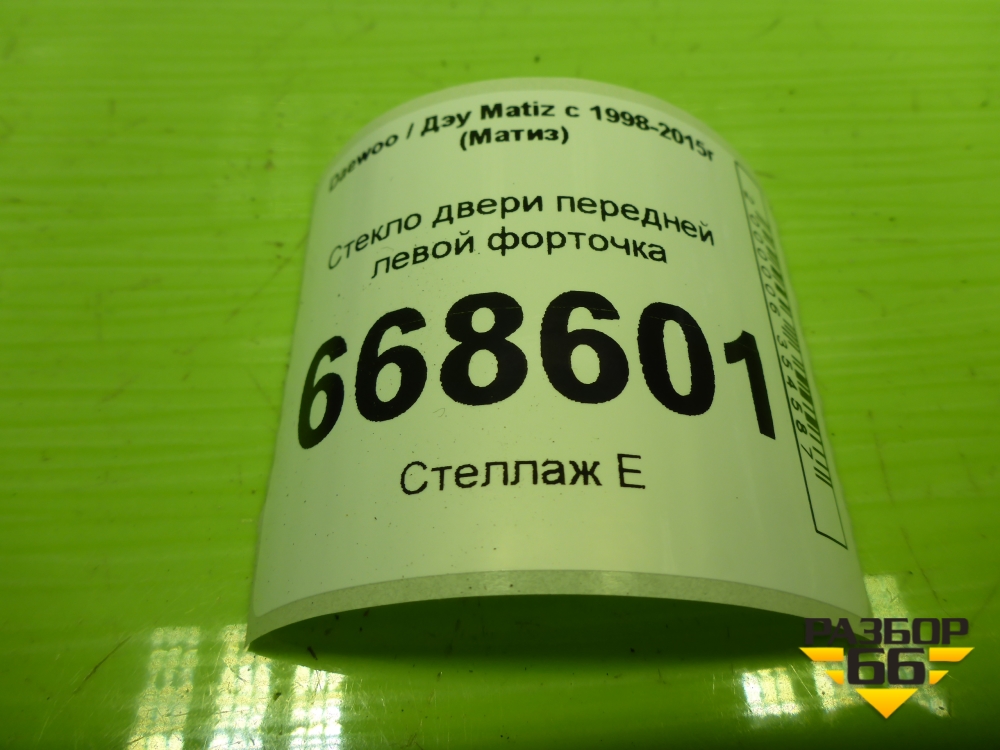 Daewoo / Дэу Matiz с 1998-2015г
(Матиз)
Стекло двери передней
левой форточка
668601
Стеллаж Е
РАЗБОР
66